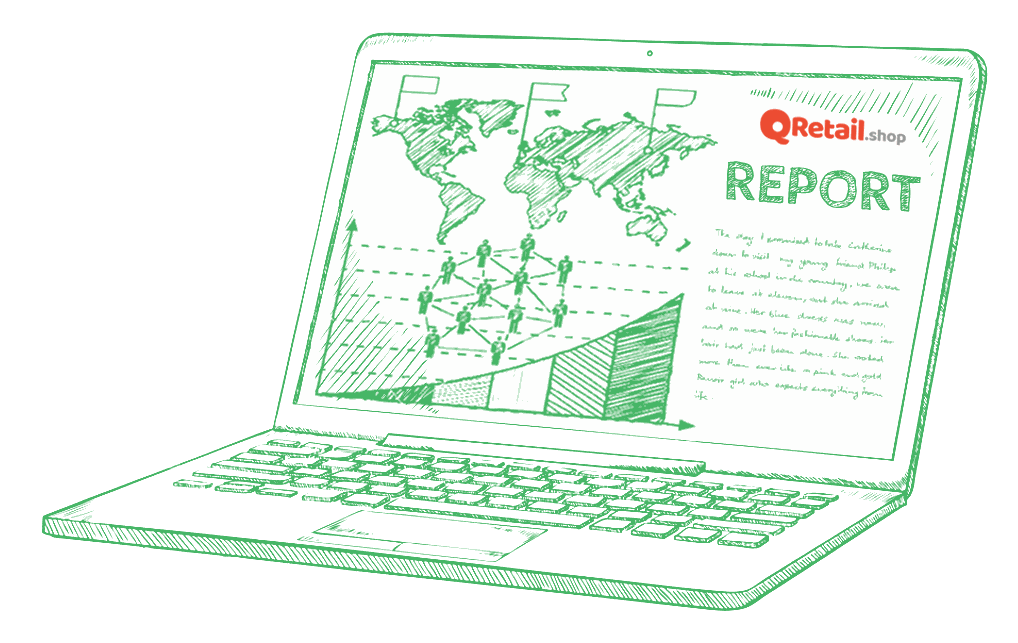 QRetail.shop
REPORT
The day I promised to take Catherine
down to visit my young friend Philip
at his school in the country, we were
to leave at eleven, but she arrived
at nine. Her blue dress was new,
and so were her fashionable shoes. Her
hair had just been done. She looked
more than ever like a pink and gold
Renoir girl who expects everything from
life.